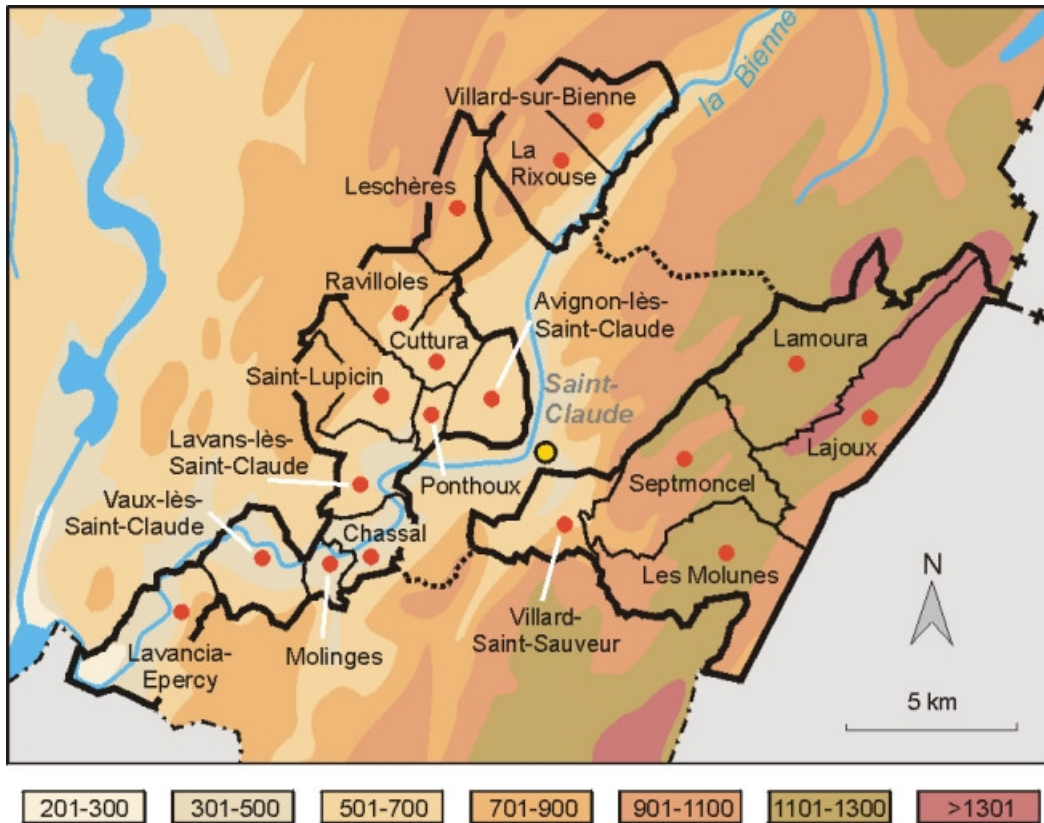 la Bienne
Villard-sur-Bienne
La
Rixouse
Leschères
Ravilloles
Avignon-lès-
Saint-Claude
Cuttura
Lamoura
Saint-Lupicin
Saint-
Claude
Lajoux
Lavans-lès-
Saint-Claude
Ponthoux
Septmoncel
Vaux-lès-
Saint-Claude
Chassal
Les Molunes
N
Villard-
Saint-Sauveur
Lavancia-
Epercy
Molinges
5 km
201-300 301-500 501-700 701-900 901-1100 1101-1300 >1301